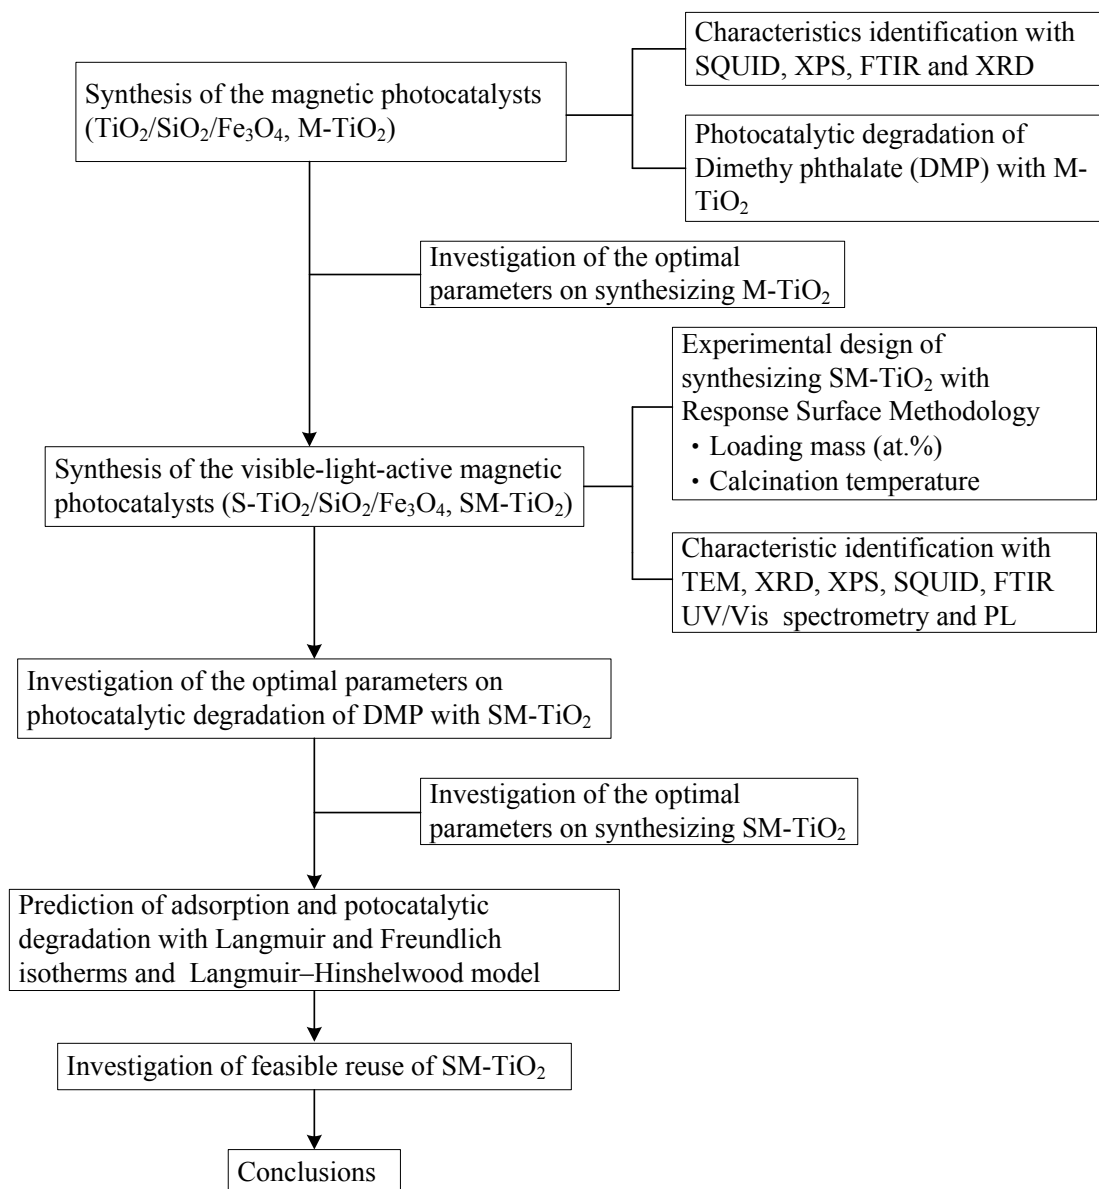 Characteristics identification with
SQUID, XPS, FTIR and XRD
Synthesis of the magnetic photocatalysts
(TiO₂/SiO₂/Fe₃O₄, M-TiO₂)
Photocatalytic degradation of
Dimethy phthalate (DMP) with M-
TiO₂
Investigation of the optimal
parameters on synthesizing M-TiO₂
Experimental design of
synthesizing SM-TiO₂ with
Response Surface Methodology
・Loading mass (at.%)
・Calcination temperature
Synthesis of the visible-light-active magnetic
photocatalysts (S-TiO₂/SiO₂/Fe₃O₄, SM-TiO₂)
Characteristic identification with
TEM, XRD, XPS, SQUID, FTIR
UV/Vis spectrometry and PL
Investigation of the optimal parameters on
photocatalytic degradation of DMP with SM-TiO₂
Investigation of the optimal
parameters on synthesizing SM-TiO₂
Prediction of adsorption and potocatalytic
degradation with Langmuir and Freundlich
isotherms and Langmuir–Hinshelwood model
Investigation of feasible reuse of SM-TiO₂
Conclusions